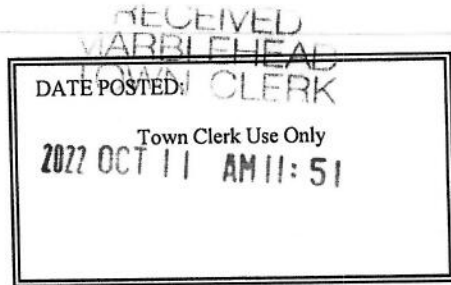 RECEIVED
MARBLEHEAD
TOWN CLERK
DATE POSTED:
Town Clerk Use Only
2022 OCT 11 AM 11: 51